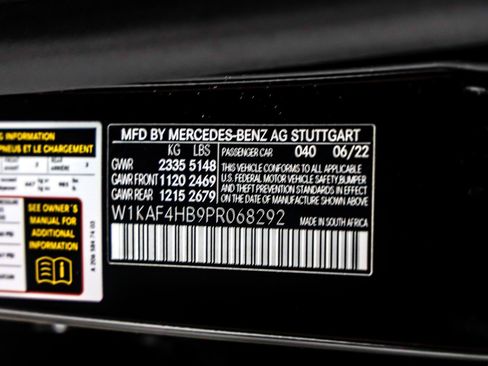 MFD BY MERCEDES-BENZ AG STUTTGART
KG LBS PASSENGER CAR 040 06/22
GVWR 2335 5148
GAWR FRONT 1120 2469
GAWR REAR 1215 2679
THIS VEHICLE CONFORMS TO ALL APPLICABLE
U.S. FEDERAL MOTOR VEHICLE SAFETY, BUMPER
AND THEFT PREVENTION STANDARDS IN
EFFECT ON THE DATE OF MANUFACTURE
SHOWN ABOVE.
W1KAF4HB9PR068292
MADE IN SOUTH AFRICA
G INFORMATION
PNEUS ET LE CHARGEMENT
SEE OWNER'S
MANUAL FOR
ADDITIONAL
INFORMATION